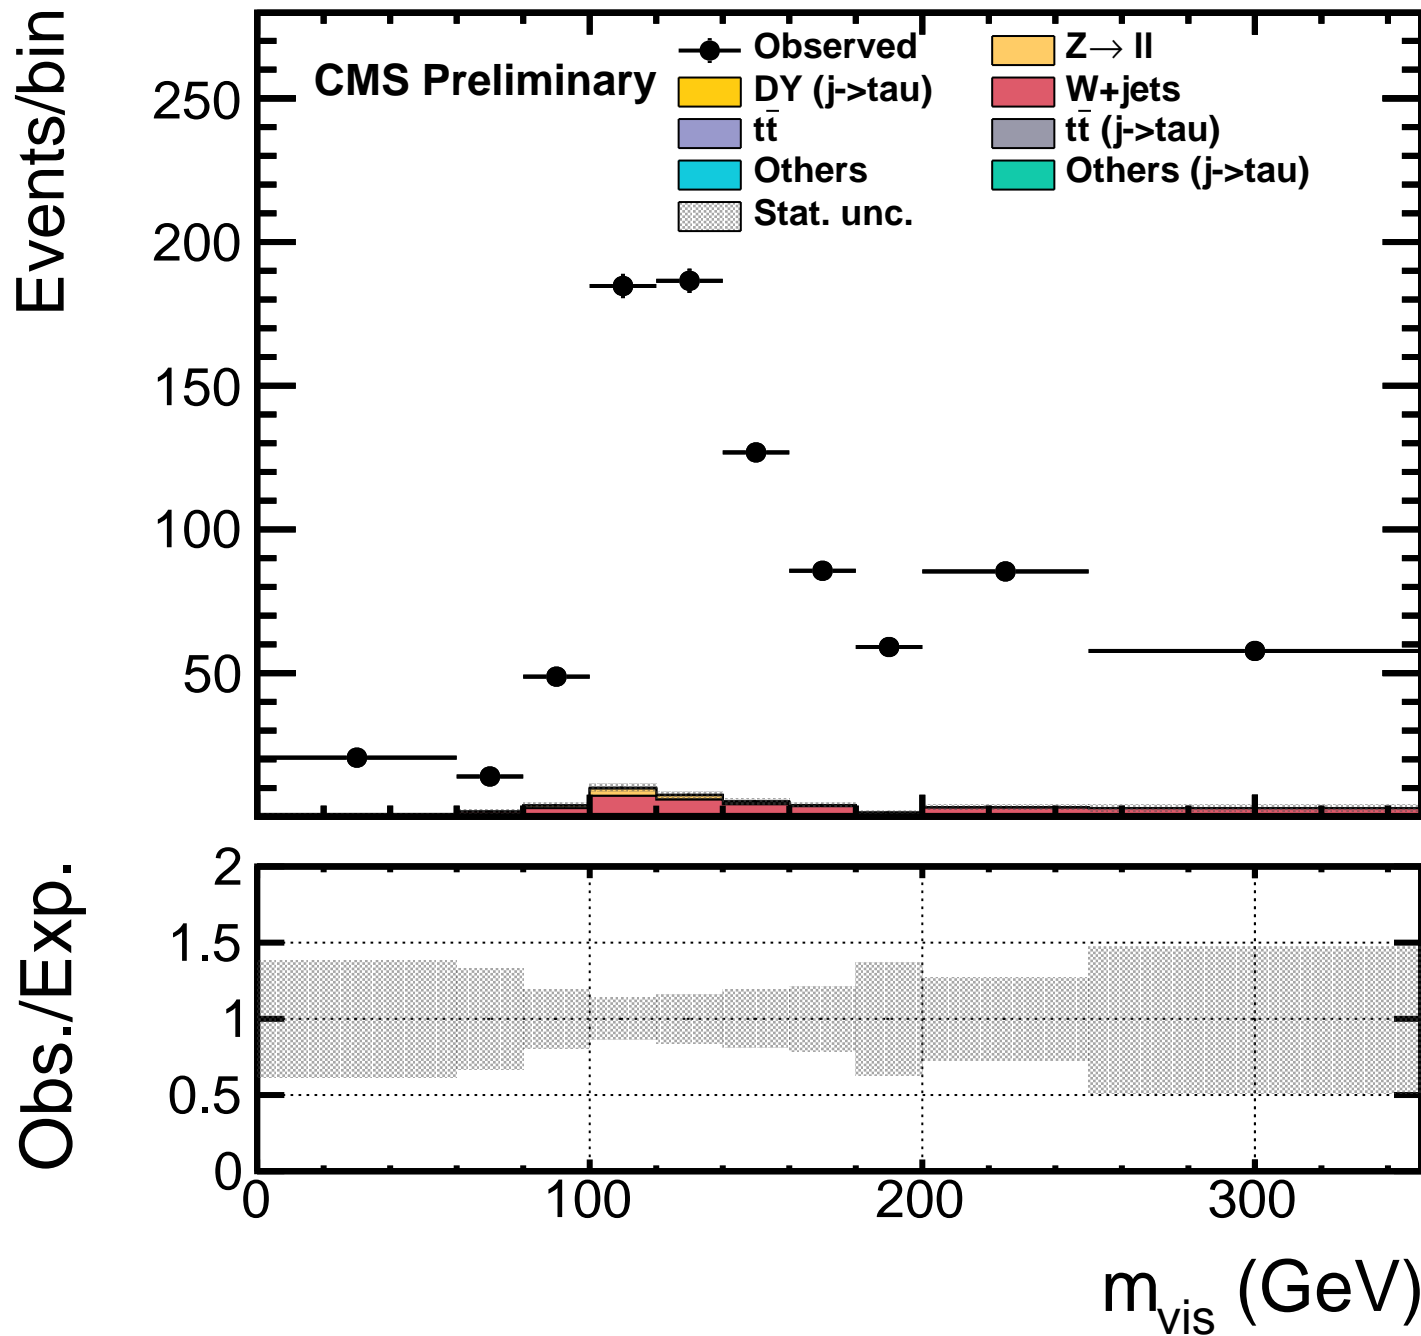 Events/bin
CMS Preliminary
Observed
Z→ ll
DY (j->tau)
W+jets
tt̄
tt̄ (j->tau)
Others
Others (j->tau)
Stat. unc.
250
200
150
100
50
Obs./Exp.
2
1.5
1
0.5
0
0 100 200 300
m_vis (GeV)